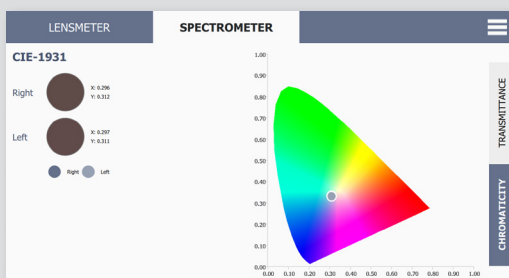 LENSMETER
SPECTROMETER
CIE-1931
Right
X: 0.296
Y: 0.312
Left
X: 0.297
Y: 0.311
Right
Left
1.00
0.90
0.80
0.70
0.60
0.50
0.40
0.30
0.20
0.10
0.00
0.00 0.10 0.20 0.30 0.40 0.50 0.60 0.70 0.80 0.90 1.00
TRANSMITTANCE
CHROMATICITY